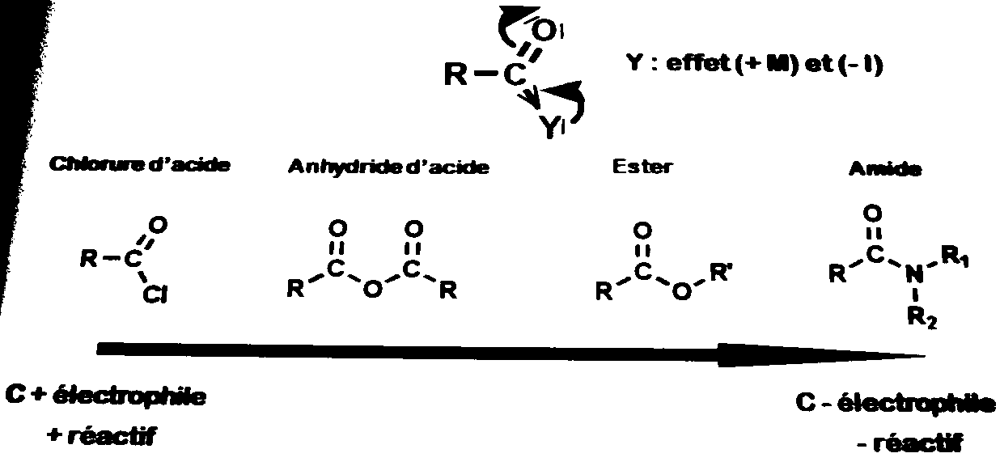 O
R – C
Y
Y : effet (+ M) et (- I)
Chlorure d'acide
Anhydride d'acide
Ester
Amide
O
R – C
Cl
O O
R C O C R
O
R C O R'
O
R C N R1
R2
C + électrophile
+ réactif
C - électrophile
- réactif